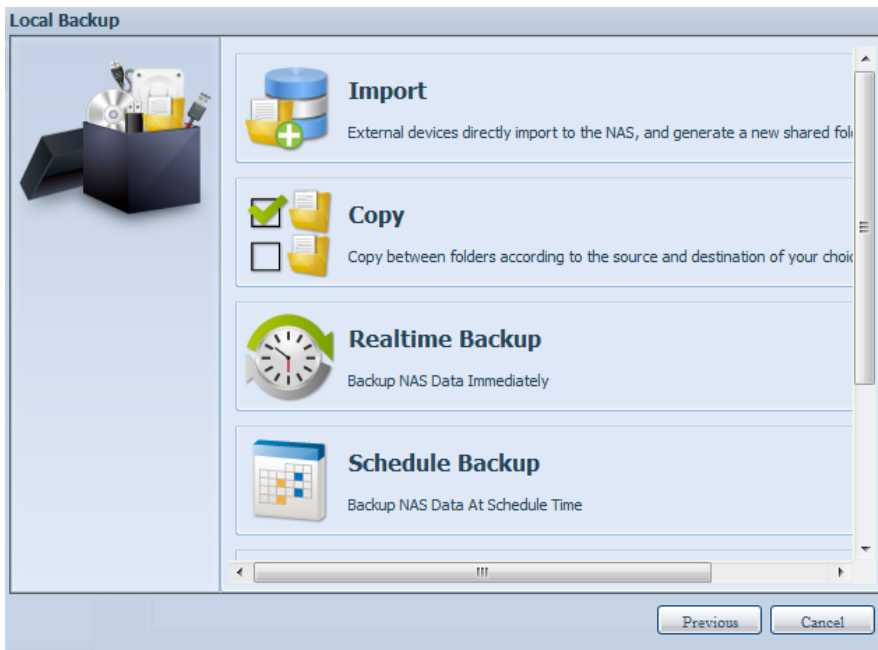 Local Backup
Import
External devices directly import to the NAS, and generate a new shared
Copy
Copy between folders according to the source and destination of your
Realtime Backup
Backup NAS Data Immediately
Schedule Backup
Backup NAS Data At Schedule Time
Previous
Cancel